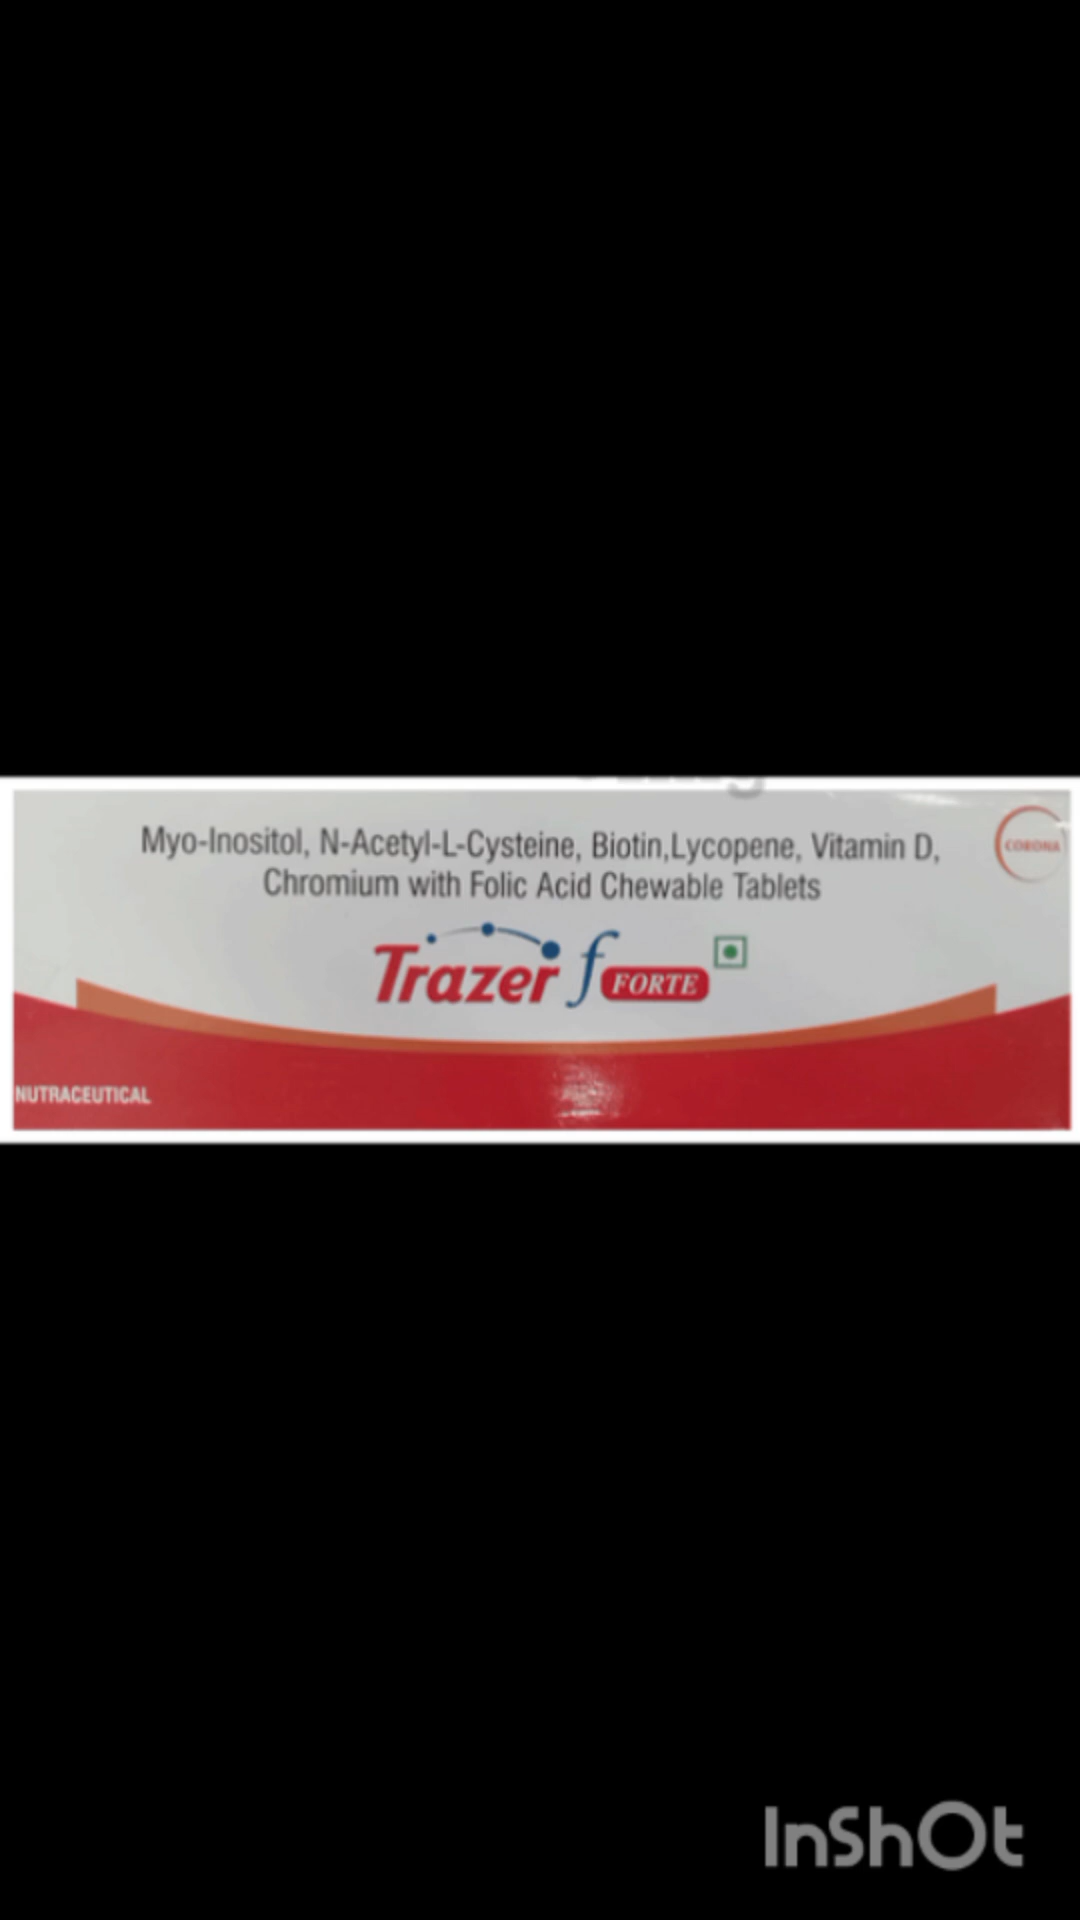 Myo-Inositol, N-Acetyl-L-Cysteine, Biotin,Lycopene, Vitamin D,
Chromium with Folic Acid Chewable Tablets
CORONA
Trazer f FORTE
NUTRACEUTICAL
InShOt